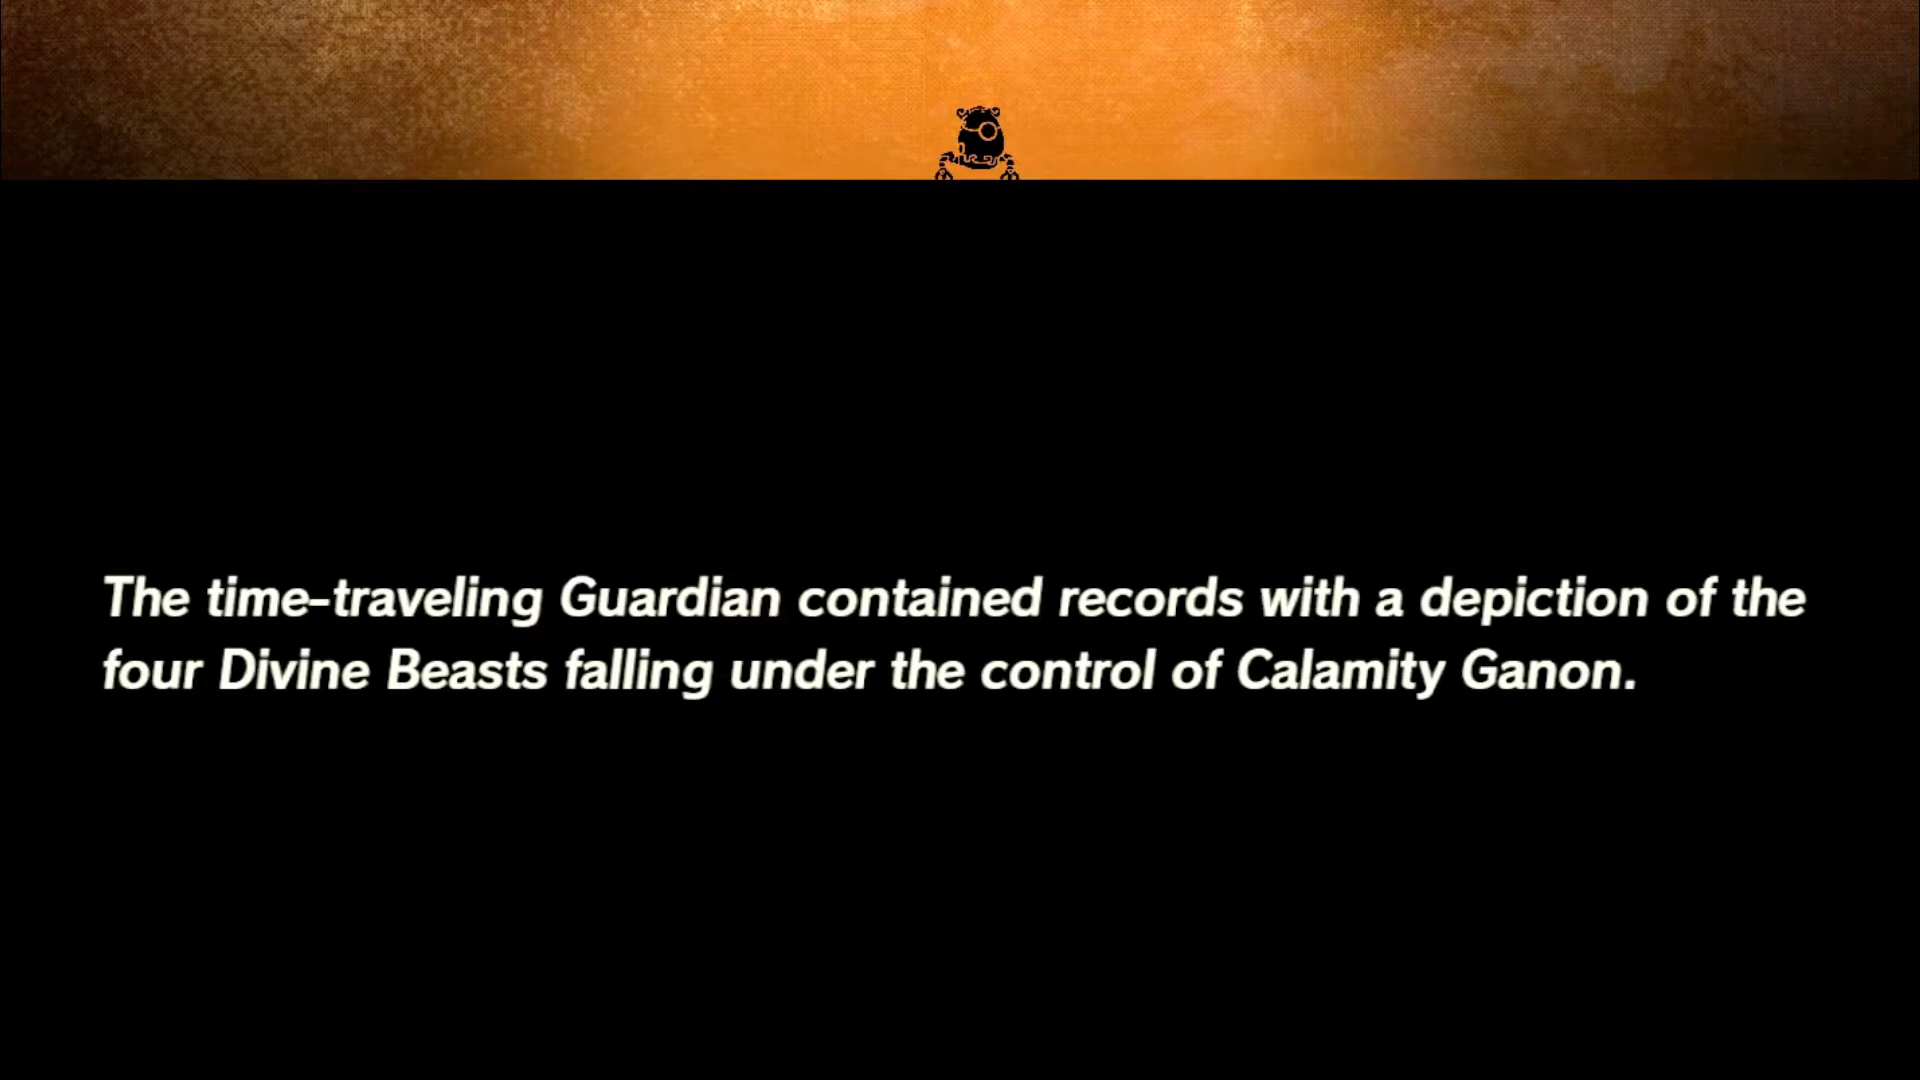 The time-traveling Guardian contained records with a depiction of the
four Divine Beasts falling under the control of Calamity Ganon.